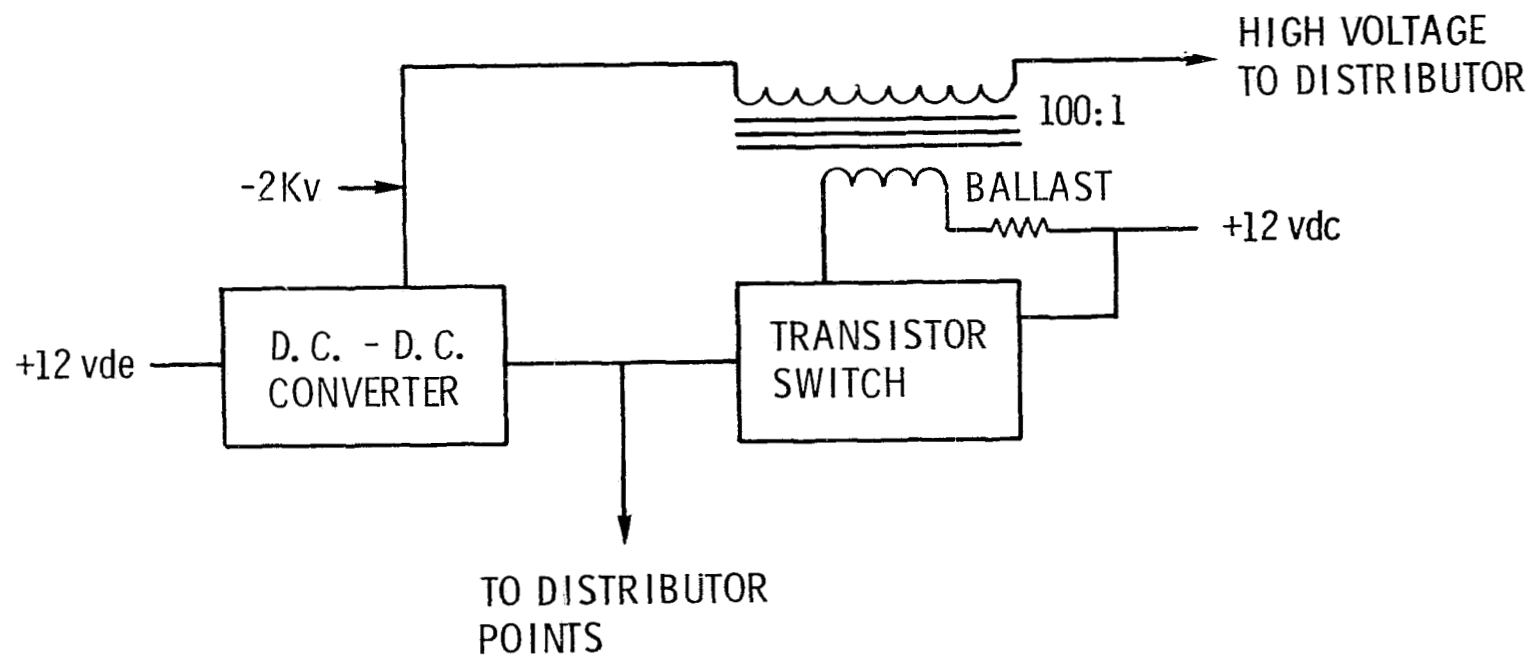 HIGH VOLTAGE
TO DISTRIBUTOR
100:1
-2Kv
BALLAST
+12 vdc
+12 vde
D. C. - D. C.
CONVERTER
TRANSISTOR
SWITCH
TO DISTRIBUTOR
POINTS